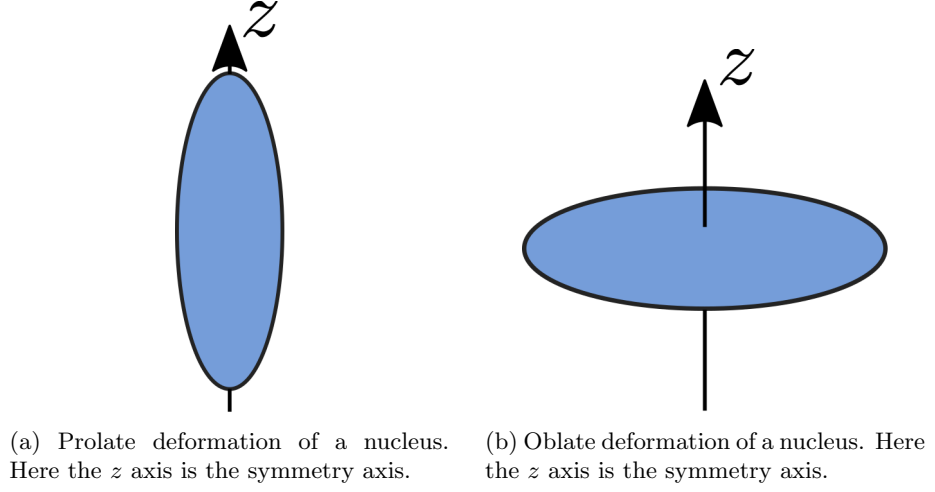 z
z
(a) Prolate deformation of a nucleus.
Here the z axis is the symmetry axis.
(b) Oblate deformation of a nucleus. Here
the z axis is the symmetry axis.